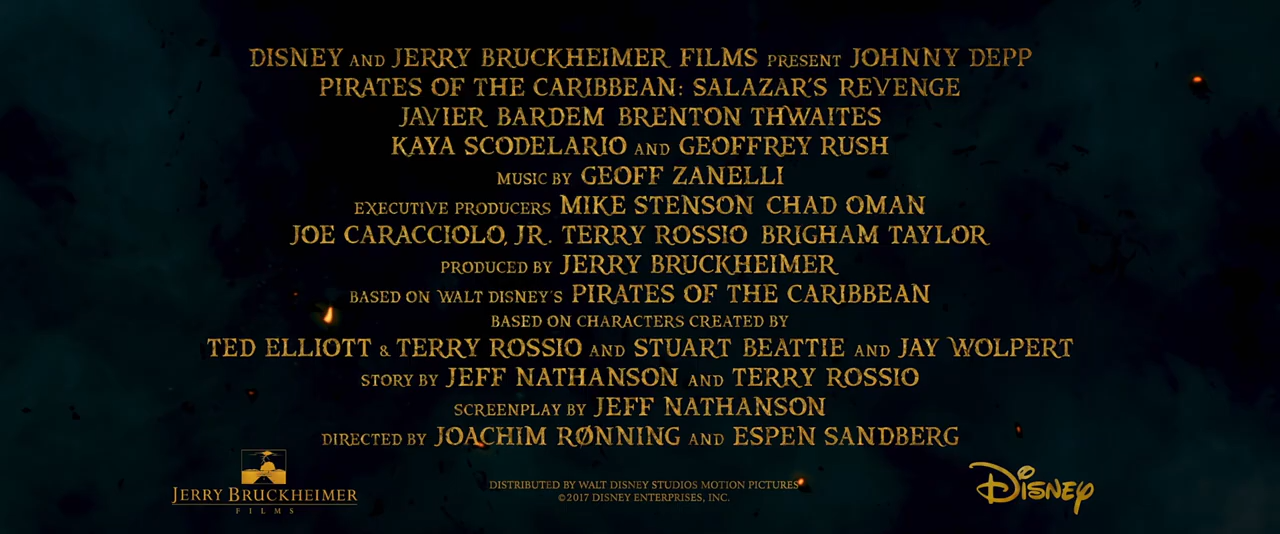 DISNEY AND JERRY BRUCKHEIMER FILMS PRESENT JOHNNY DEPP
PIRATES OF THE CARIBBEAN: SALAZAR'S REVENGE
JAVIER BARDEM BRENTON THWAITES
KAYA SCODELARIO AND GEOFFREY RUSH
MUSIC BY GEOFF ZANELLI
EXECUTIVE PRODUCERS MIKE STENSON CHAD OMAN
JOE CARACCIOLO, JR. TERRY ROSSIO BRIGHAM TAYLOR
PRODUCED BY JERRY BRUCKHEIMER
BASED ON WALT DISNEY'S PIRATES OF THE CARIBBEAN
BASED ON CHARACTERS CREATED BY
TED ELLIOTT & TERRY ROSSIO AND STUART BEATTIE AND JAY WOLPERT
STORY BY JEFF NATHANSON AND TERRY ROSSIO
SCREENPLAY BY JEFF NATHANSON
DIRECTED BY JOACHIM RØNNING AND ESPEN SANDBERG
JERRY BRUCKHEIMER
FILMS
DISTRIBUTED BY WALT DISNEY STUDIOS MOTION PICTURES
©2017 DISNEY ENTERPRISES, INC.
DISNEY